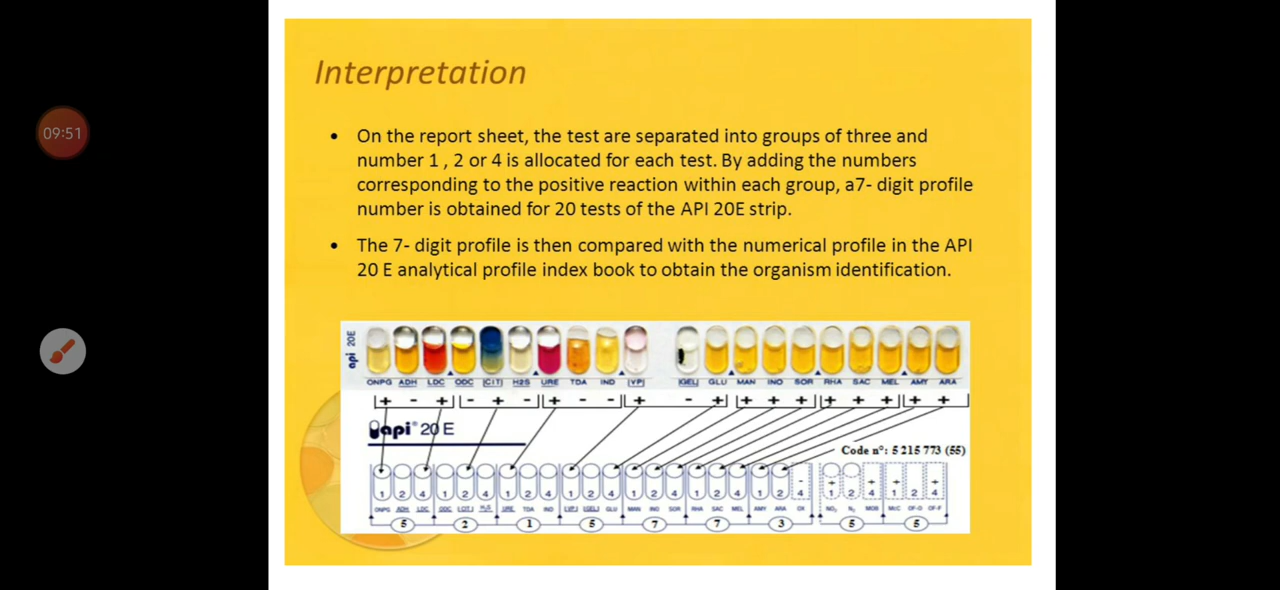 Interpretation
09:51
• On the report sheet, the test are separated into groups of three and
number 1 , 2 or 4 is allocated for each test. By adding the numbers
corresponding to the positive reaction within each group, a7- digit profile
number is obtained for 20 tests of the API 20E strip.
• The 7- digit profile is then compared with the numerical profile in the API
20 E analytical profile index book to obtain the organism identification.
api 20E
ONPG ADH LDC ODC |CIT| H2S URE TDA IND |VP| |GEL| GLU MAN INO SOR RHA SAC MEL AMY ARA
+ - + - + - + - - + - + + + + + + + + +
api 20 E
Code n°: 5 215 773 (55)
- + + + +
1 2 4 1 2 4 1 2 4 1 2 4 1 2 4 1 2 4 1 2 4 1 2 4 1 2 4
ONPG ADH LDC ODC |CIT| H2S URE TDA IND |VP| |GEL| GLU MAN INO SOR RHA SAC MEL AMY ARA OX NO2 N2 MOB McC OF-O OF-F
5 2 1 5 7 7 3 5 5